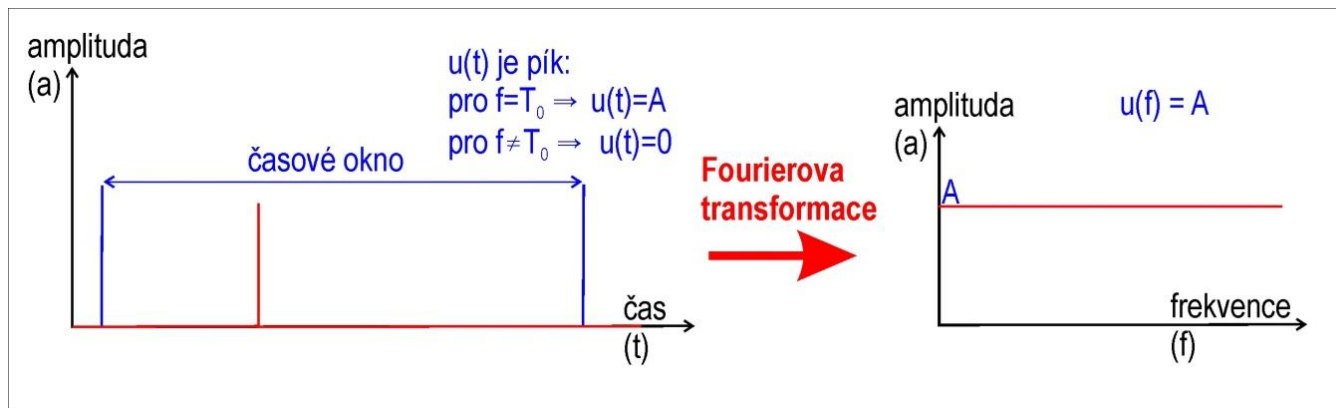 amplituda
(a)
u(t) je pík:
pro f=T₀ ⇒ u(t)=A
pro f≠T₀ ⇒ u(t)=0
časové okno
čas
(t)
Fourierova
transformace
amplituda
(a)
u(f) = A
A
frekvence
(f)